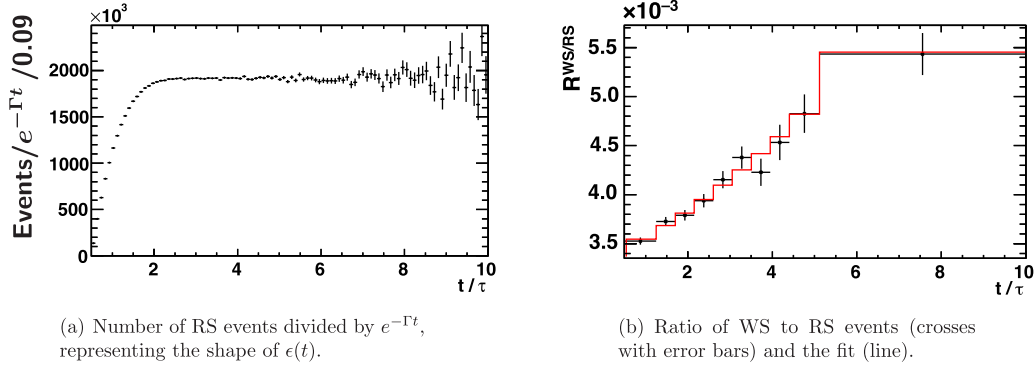 ×10³
Events/e^{−Γt}/0.09
2000
1500
1000
500
0
2 4 6 8 10
t/τ
(a) Number of RS events divided by e^{−Γt},
representing the shape of ϵ(t).
×10⁻³
R^{WS/RS}
5.5
5.0
4.5
4.0
3.5
2 4 6 8 10
t/τ
(b) Ratio of WS to RS events (crosses
with error bars) and the fit (line).